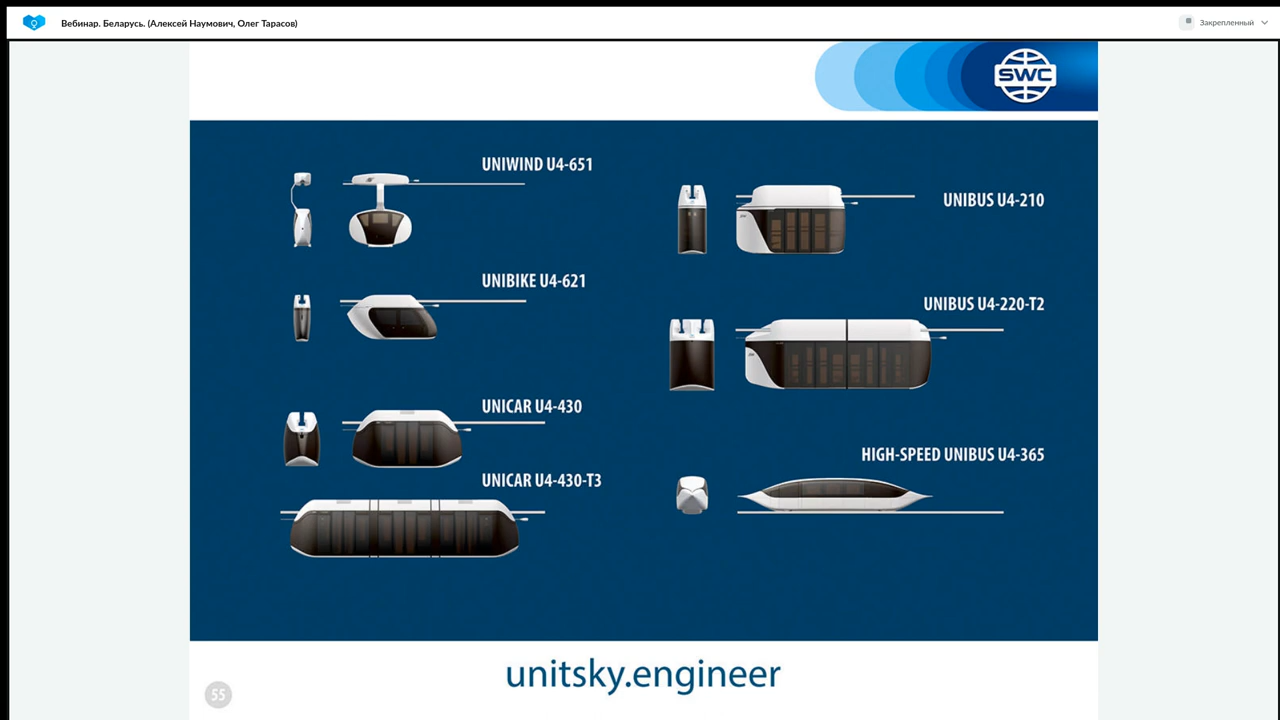 Вебинар. Беларусь. (Алексей Наумович, Олег Тарасов)
Закрепленный
SWC
UNIWIND U4-651
UNIBIKE U4-621
UNICAR U4-430
UNICAR U4-430-T3
UNIBUS U4-210
UNIBUS U4-220-T2
HIGH-SPEED UNIBUS U4-365
unitsky.engineer
55